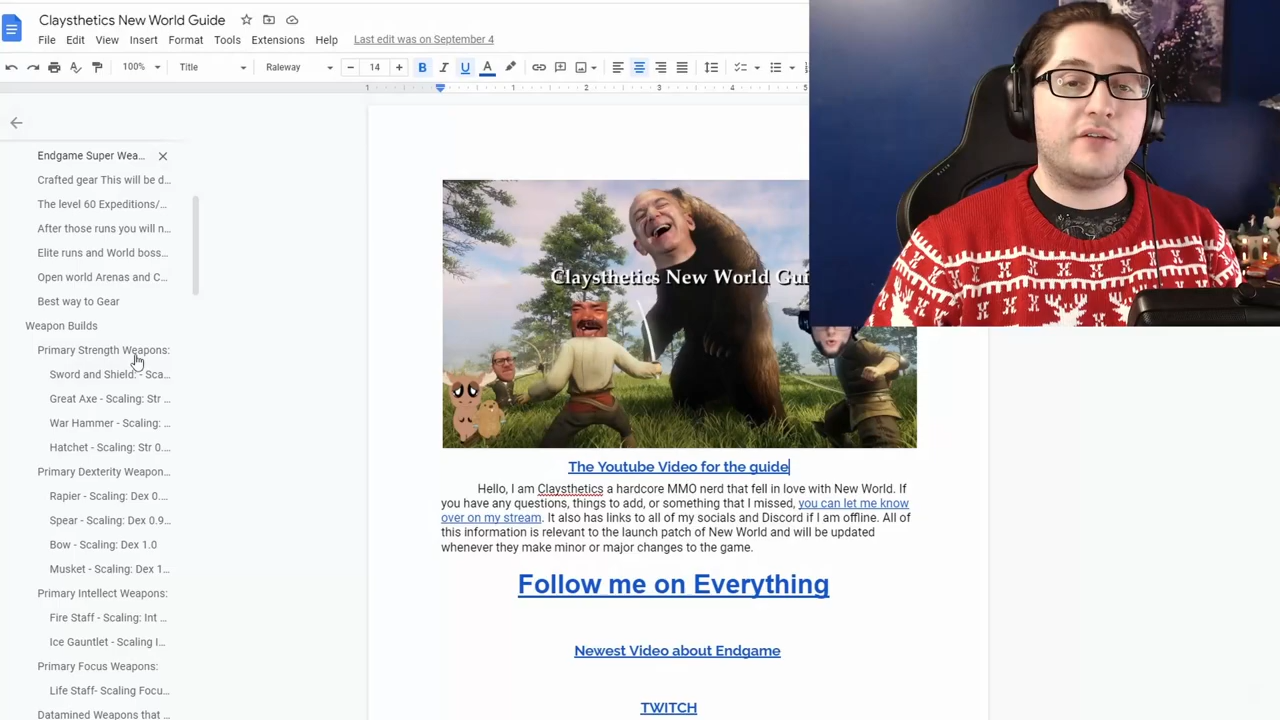 Claysthetics New World Guide
File Edit View Insert Format Tools Extensions Help Last edit was on September 4
100% Title Raleway 14 B I U A
1 1 2 3 4 5
Endgame Super Wea...
Crafted gear This will be d...
The level 60 Expeditions/...
After those runs you will n...
Elite runs and World boss...
Open world Arenas and C...
Best way to Gear
Weapon Builds
Primary Strength Weapons:
Sword and Shield: - Sca...
Great Axe - Scaling: Str ...
War Hammer - Scaling: ...
Hatchet - Scaling: Str 0....
Primary Dexterity Weapon...
Rapier - Scaling: Dex 0....
Spear - Scaling: Dex 0.9...
Bow - Scaling: Dex 1.0
Musket - Scaling: Dex 1...
Primary Intellect Weapons:
Fire Staff - Scaling: Int ...
Ice Gauntlet - Scaling I...
Primary Focus Weapons:
Life Staff- Scaling Focu...
Datamined Weapons that ...
Claysthetics New World Gui
The Youtube Video for the guide
Hello, I am Claysthetics a hardcore MMO nerd that fell in love with New World. If
you have any questions, things to add, or something that I missed, you can let me know
over on my stream. It also has links to all of my socials and Discord if I am offline. All of
this information is relevant to the launch patch of New World and will be updated
whenever they make minor or major changes to the game.
Follow me on Everything
Newest Video about Endgame
TWITCH